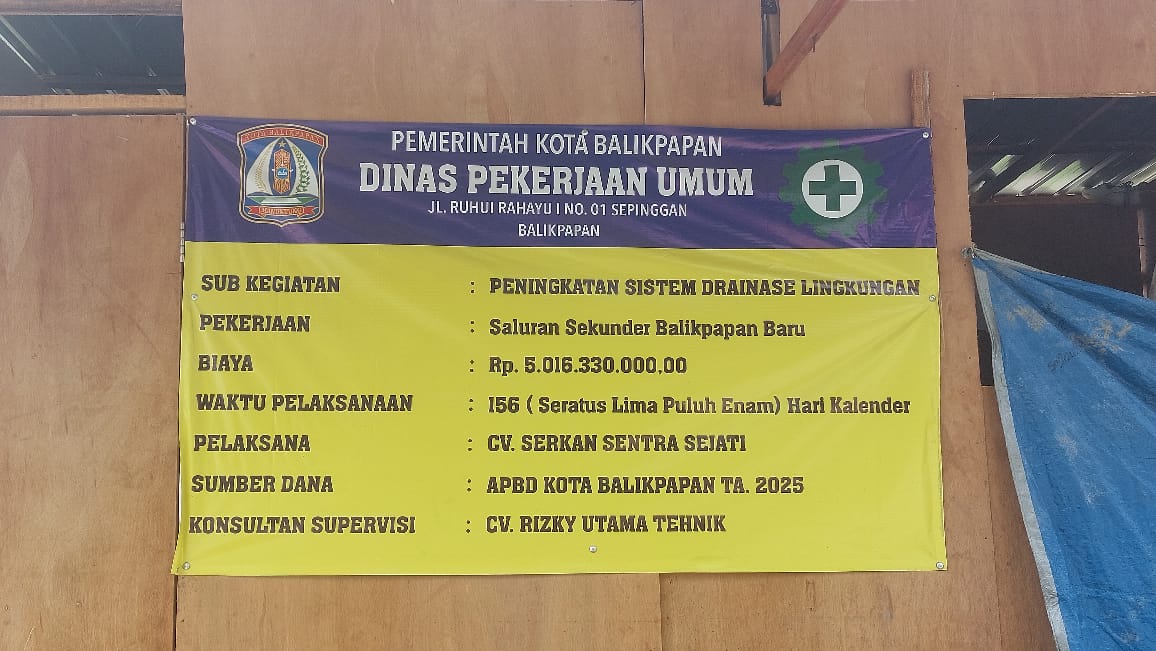 PEMERINTAH KOTA BALIKPAPAN
DINAS PEKERJAAN UMUM
JL. RUHUI RAHAYU I NO. 01 SEPINGGAN
BALIKPAPAN
KOTA BALIKPAPAN
SUB KEGIATAN : PENINGKATAN SISTEM DRAINASE LINGKUNGAN
PEKERJAAN : Saluran Sekunder Balikpapan Baru
BIAYA : Rp. 5.016.330.000,00
WAKTU PELAKSANAAN : 156 ( Seratus Lima Puluh Enam) Hari Kalender
PELAKSANA : CV. SERKAN SENTRA SEJATI
SUMBER DANA : APBD KOTA BALIKPAPAN TA. 2025
KONSULTAN SUPERVISI : CV. RIZKY UTAMA TEHNIK